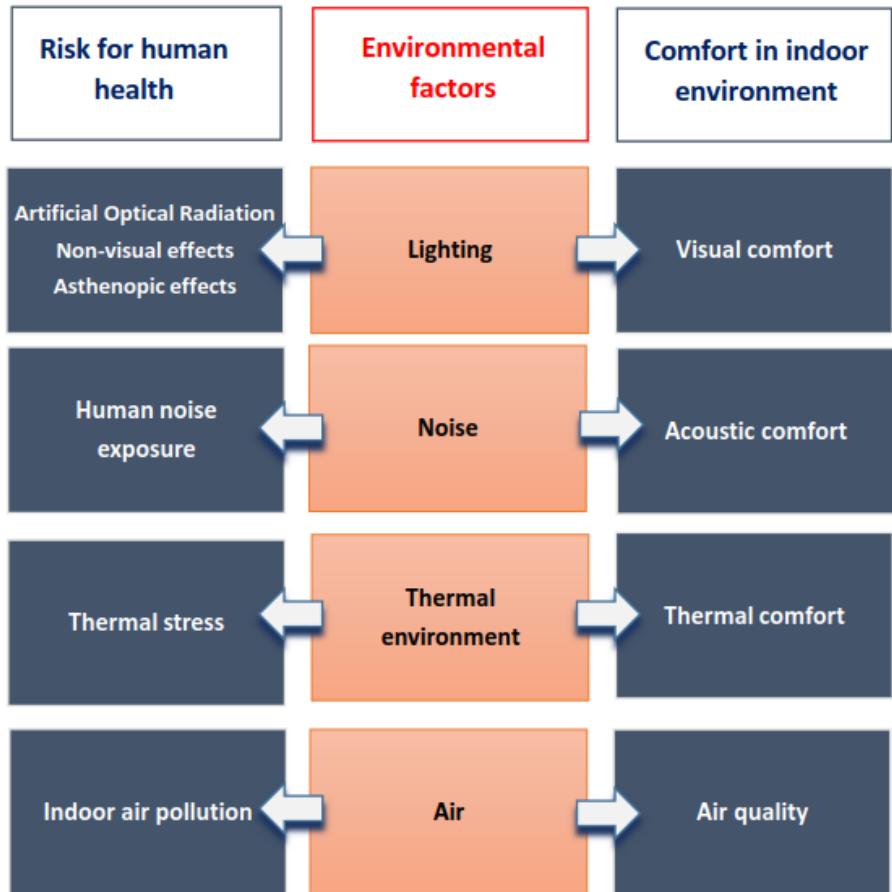 Risk for human
health
Environmental
factors
Comfort in indoor
environment
Artificial Optical Radiation
Non-visual effects
Asthenopic effects
Lighting
Visual comfort
Human noise
exposure
Noise
Acoustic comfort
Thermal stress
Thermal
environment
Thermal comfort
Indoor air pollution
Air
Air quality